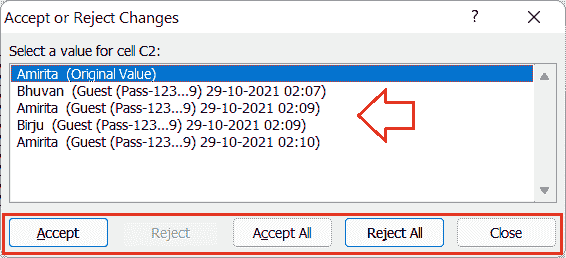 Accept or Reject Changes
Select a value for cell C2:
Amirita (Original Value)
Bhuvan (Guest (Pass-123...9) 29-10-2021 02:07)
Amirita (Guest (Pass-123...9) 29-10-2021 02:09)
Birju (Guest (Pass-123...9) 29-10-2021 02:09)
Amirita (Guest (Pass-123...9) 29-10-2021 02:10)
Accept Reject Accept All Reject All Close